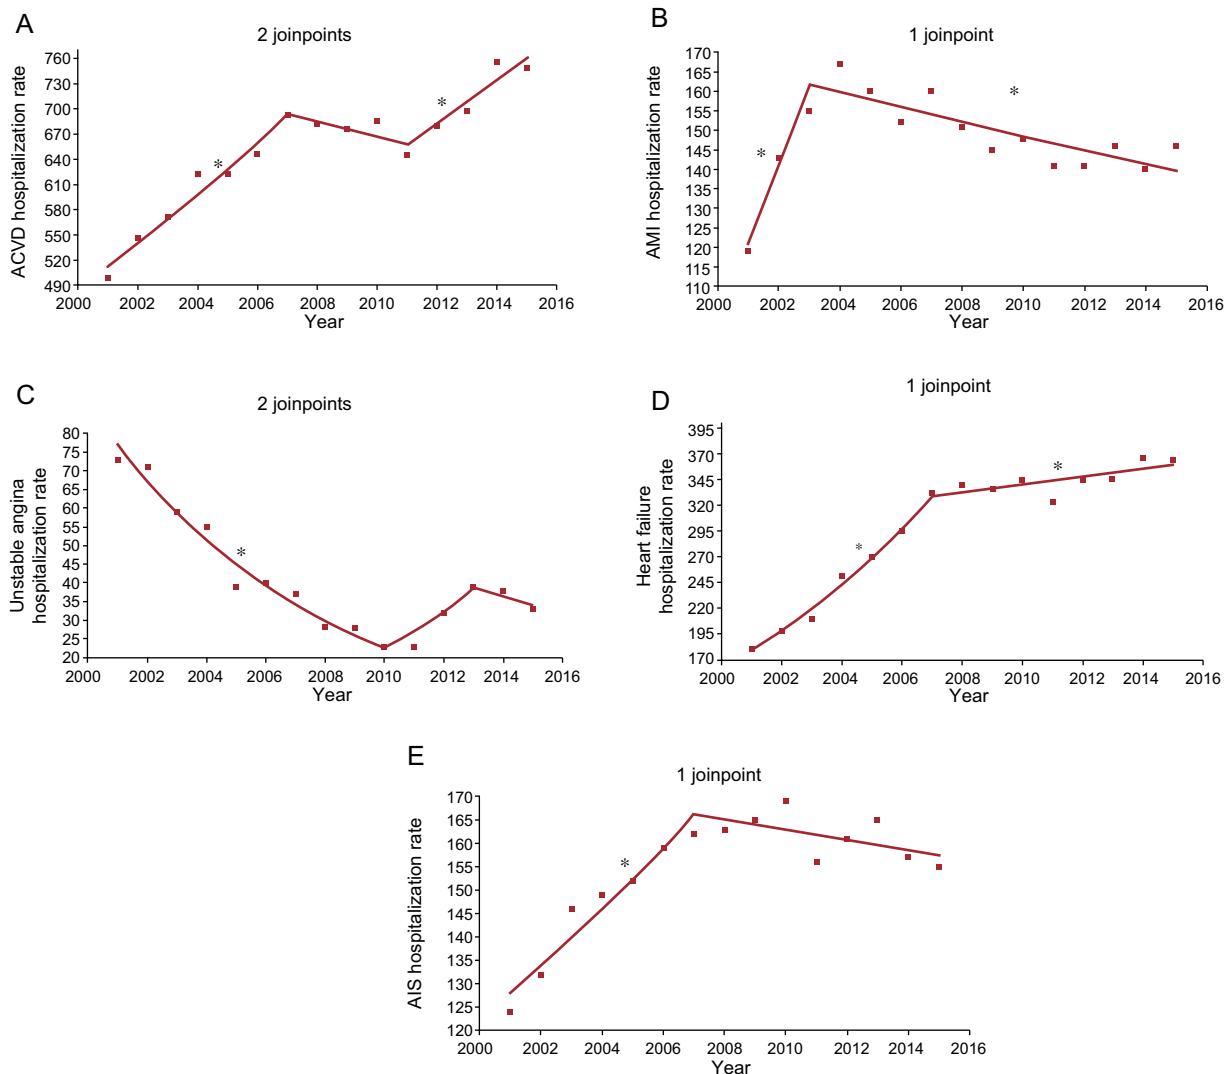 A
2 joinpoints
ACVD hospitalization rate
760
730
700
670
640
610
580
550
520
490
2000 2002 2004 2006 2008 2010 2012 2014 2016
Year
*
*
B
1 joinpoint
AMI hospitalization rate
170
165
160
155
150
145
140
135
130
125
120
115
110
2000 2002 2004 2006 2008 2010 2012 2014 2016
Year
*
*
C
2 joinpoints
Unstable angina
hospitalization rate
80
75
70
65
60
55
50
45
40
35
30
25
20
2000 2002 2004 2006 2008 2010 2012 2014 2016
Year
*
D
1 joinpoint
Heart failure
hospitalization rate
395
370
345
320
295
270
245
220
195
170
2000 2002 2004 2006 2008 2010 2012 2014 2016
Year
*
*
E
1 joinpoint
AIS hospitalization rate
170
165
160
155
150
145
140
135
130
125
120
2000 2002 2004 2006 2008 2010 2012 2014 2016
Year
*